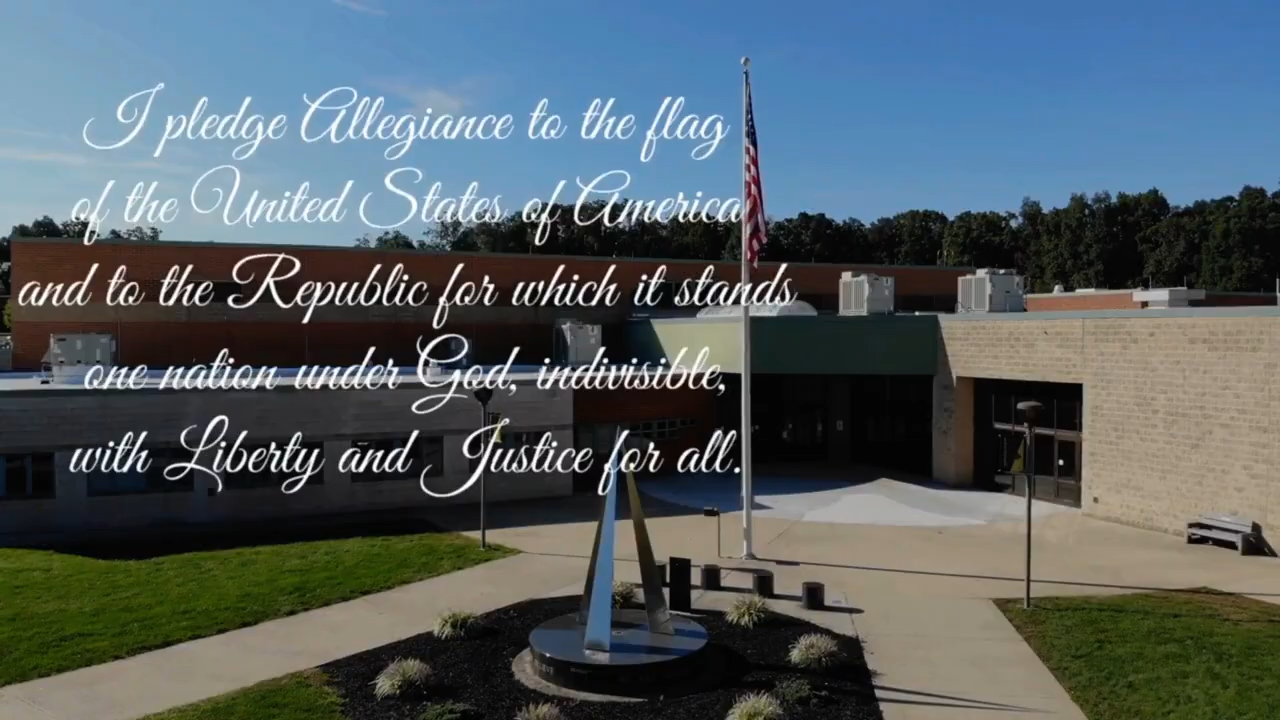 I pledge Allegiance to the flag
of the United States of America
and to the Republic for which it stands
one nation under God, indivisible,
with Liberty and Justice for all.